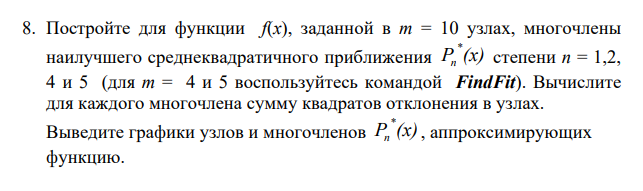 8. Постройте для функции f(x), заданной в m = 10 узлах, многочлены
наилучшего среднеквадратичного приближения P_n^*(x) степени n = 1,2,
4 и 5 (для m = 4 и 5 воспользуйтесь командой FindFit). Вычислите
для каждого многочлена сумму квадратов отклонения в узлах.
Выведите графики узлов и многочленов P_n^*(x), аппроксимирующих
функцию.